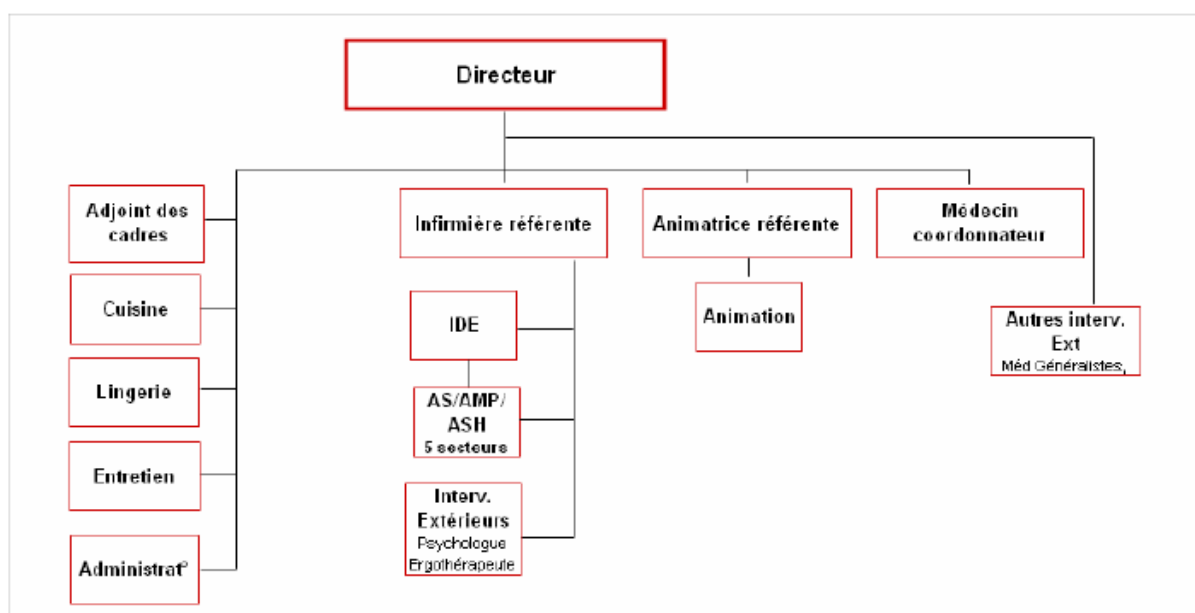 Directeur
Adjoint des
cadres
Infirmière référente
Animatrice référente
Médecin
coordonnateur
Cuisine
IDE
Animation
Autres interv.
Ext
Méd Généralistes,
Lingerie
AS/AMP/
ASH
5 secteurs
Entretien
Interv.
Extérieurs
Psychologue
Ergothérapeute
Administrat°